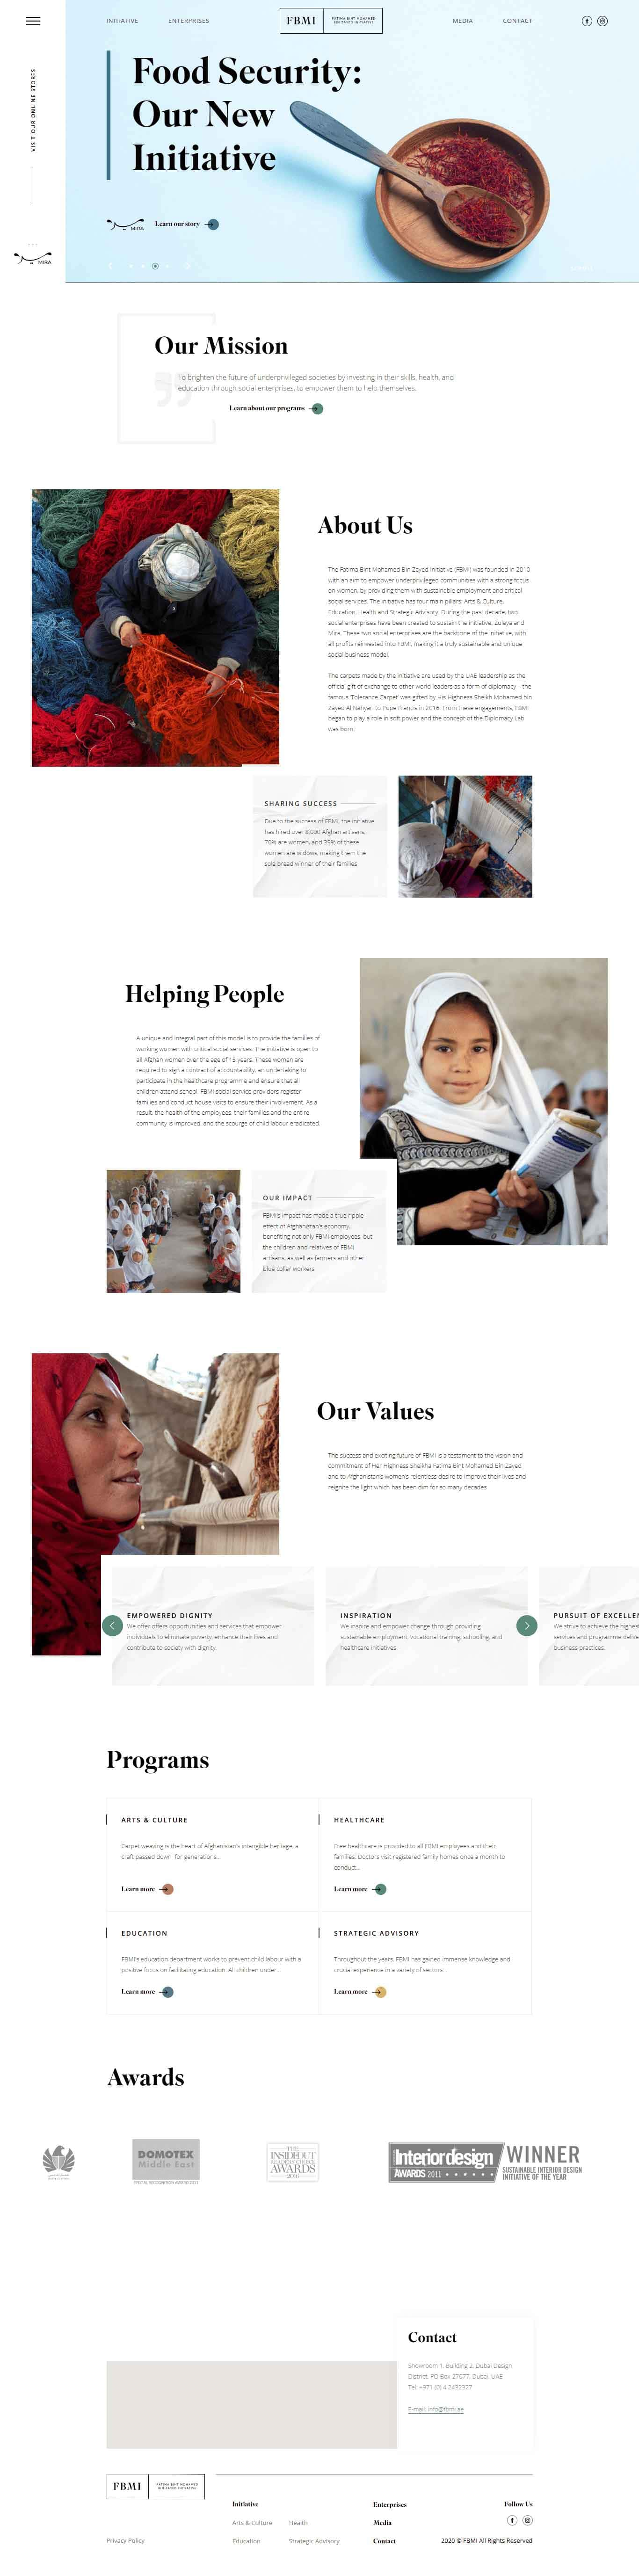 INITIATIVE
ENTERPRISES
FBMI
FATIMA BINT MOHAMED
BIN ZAYED INITIATIVE
MEDIA
CONTACT
VISIT OUR ONLINE STORES
MIRA
Food Security:
Our New
Initiative
MIRA
Learn our story
Our Mission
To brighten the future of underprivileged societies by investing in their skills, health, and
education through social enterprises, to empower them to help themselves.
Learn about our programs
About Us
The Fatima Bint Mohamed Bin Zayed Initiative (FBMI) was founded in 2010
with an aim to empower underprivileged communities with a strong focus
on women, by providing them with sustainable employment and critical
social services. The initiative has four main pillars: Arts & Culture,
Education, Health and Strategic Advisory. During the past decade, two
social enterprises have been created to sustain the initiative; Zuleya and
Mira. These two social enterprises are the backbone of the initiative, with
all profits reinvested into FBMI, making it a truly sustainable and unique
social business model.
The carpets made by the initiative are used by the UAE leadership as the
official gift of exchange to other world leaders as a form of diplomacy – the
famous 'Tolerance Carpet' was gifted by His Highness Sheikh Mohamed bin
Zayed Al Nahyan to Pope Francis in 2016. From these engagements, FBMI
began to play a role in soft power and the concept of the Diplomacy Lab
was born.
SHARING SUCCESS
Due to the success of FBMI, the initiative
has hired over 8,000 Afghan artisans,
70% are women, and 35% of these
women are widows, making them the
sole bread winner of their families
Helping People
A unique and integral part of this model is to provide the families of
working women with critical social services. The initiative is open to
all Afghan women over the age of 15 years. These women are
required to sign a contract of accountability, an undertaking to
participate in the healthcare programme and ensure that all
children attend school. FBMI social service providers register
families and conduct house visits to ensure their involvement. As a
result, the health of the employees, their families and the entire
community is improved, and the scourge of child labour eradicated.
OUR IMPACT
FBMI's impact has made a true ripple
effect of Afghanistan's economy,
benefiting not only FBMI employees, but
the children and relatives of FBMI
artisans, as well as farmers and other
blue collar workers
Our Values
The success and exciting future of FBMI is a testament to the vision and
commitment of Her Highness Sheikha Fatima Bint Mohamed Bin Zayed
and to Afghanistan's women's relentless desire to improve their lives and
reignite the light which has been dim for so many decades
EMPOWERED DIGNITY
We offer offers opportunities and services that empower
individuals to eliminate poverty, enhance their lives and
contribute to society with dignity.
INSPIRATION
We inspire and empower change through providing
sustainable employment, vocational training, schooling, and
healthcare initiatives.
PURSUIT OF EXCELLEN
We strive to achieve the highest
services and programme delive
business practices.
Programs
ARTS & CULTURE
Carpet weaving is the heart of Afghanistan's intangible heritage, a
craft passed down for generations...
Learn more
HEALTHCARE
Free healthcare is provided to all FBMI employees and their
families. Doctors visit registered family homes once a month to
conduct...
Learn more
EDUCATION
FBMI's education department works to prevent child labour with a
positive focus on facilitating education. All children under...
Learn more
STRATEGIC ADVISORY
Throughout the years, FBMI has gained immense knowledge and
crucial experience in a variety of sectors...
Learn more
Awards
DOMOTEX
Middle East
SPECIAL RECOGNITION AWARD 2011
THE
INSIDEOUT
READERS' CHOICE
AWARDS
2016
Interiordesign
AWARDS 2011
WINNER
SUSTAINABLE INTERIOR DESIGN
INITIATIVE OF THE YEAR
Contact
Showroom 1, Building 2, Dubai Design
District, PO Box 27677, Dubai, UAE
Tel: +971 (0) 4 2432327
E-mail: info@fbmi.ae
FBMI
FATIMA BINT MOHAMED
BIN ZAYED INITIATIVE
Initiative
Enterprises
Follow Us
Arts & Culture
Health
Media
Privacy Policy
Education
Strategic Advisory
Contact
2020 © FBMI All Rights Reserved